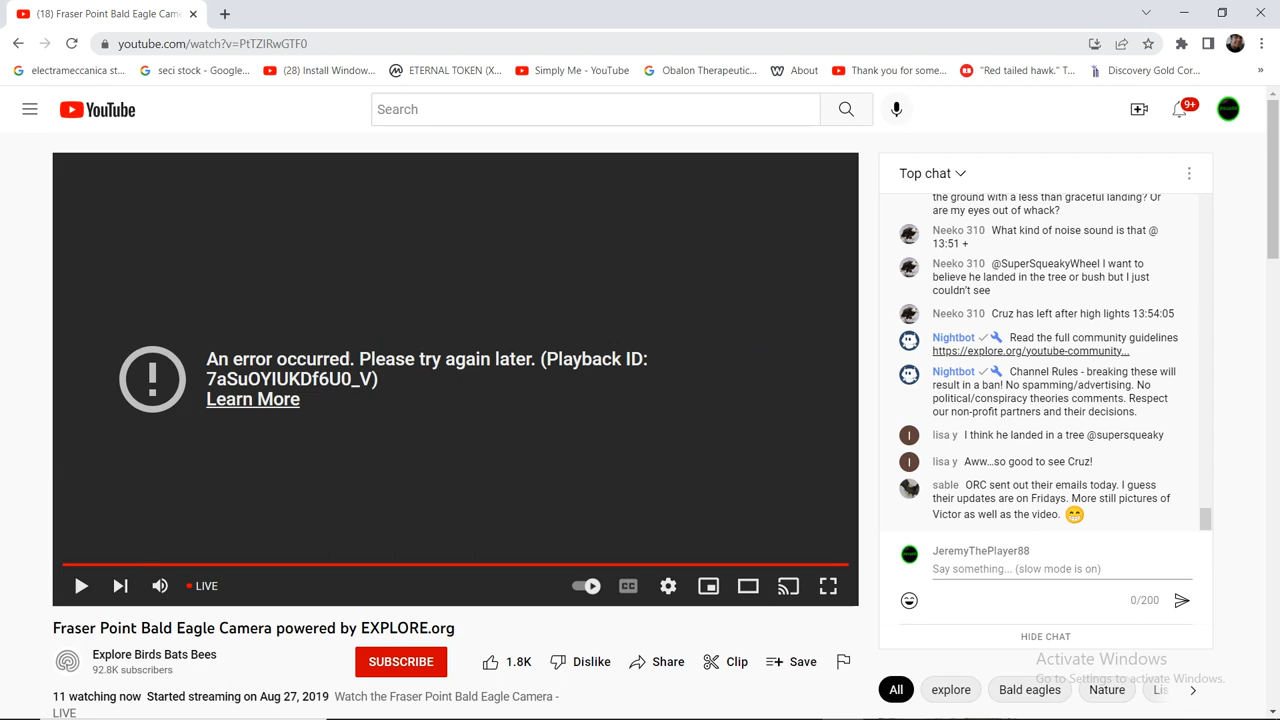 (18) Fraser Point Bald Eagle Came
youtube.com/watch?v=PtTZlRwGTF0
electrameccanica st...
seci stock - Google...
(28) Install Window...
ETERNAL TOKEN (X...
Simply Me - YouTube
Obalon Therapeutic...
About
Thank you for some...
"Red tailed hawk." T...
Discovery Gold Cor...
»
YouTube
Search
9+
Top chat
the ground with a less than graceful landing? Or
are my eyes out of whack?
Neeko 310 What kind of noise sound is that @
13:51 +
Neeko 310 @SuperSqueakyWheel I want to
believe he landed in the tree or bush but I just
couldn't see
Neeko 310 Cruz has left after high lights 13:54:05
Nightbot Read the full community guidelines
https://explore.org/youtube-community...
Nightbot Channel Rules - breaking these will
result in a ban! No spamming/advertising. No
political/conspiracy theories comments. Respect
our non-profit partners and their decisions.
I lisa y I think he landed in a tree @supersqueaky
I lisa y Aww...so good to see Cruz!
sable ORC sent out their emails today. I guess
their updates are on Fridays. More still pictures of
Victor as well as the video. 😁
JeremyThePlayer88
Say something... (slow mode is on)
0/200
HIDE CHAT
An error occurred. Please try again later. (Playback ID:
7aSuOYIUKDf6U0_V)
Learn More
LIVE
CC
Fraser Point Bald Eagle Camera powered by EXPLORE.org
Explore Birds Bats Bees
92.8K subscribers
SUBSCRIBE
1.8K
Dislike
Share
Clip
Save
11 watching now Started streaming on Aug 27, 2019 Watch the Fraser Point Bald Eagle Camera -
LIVE
Activate Windows
Go to Settings to activate Windows.
All
explore
Bald eagles
Nature
Lis